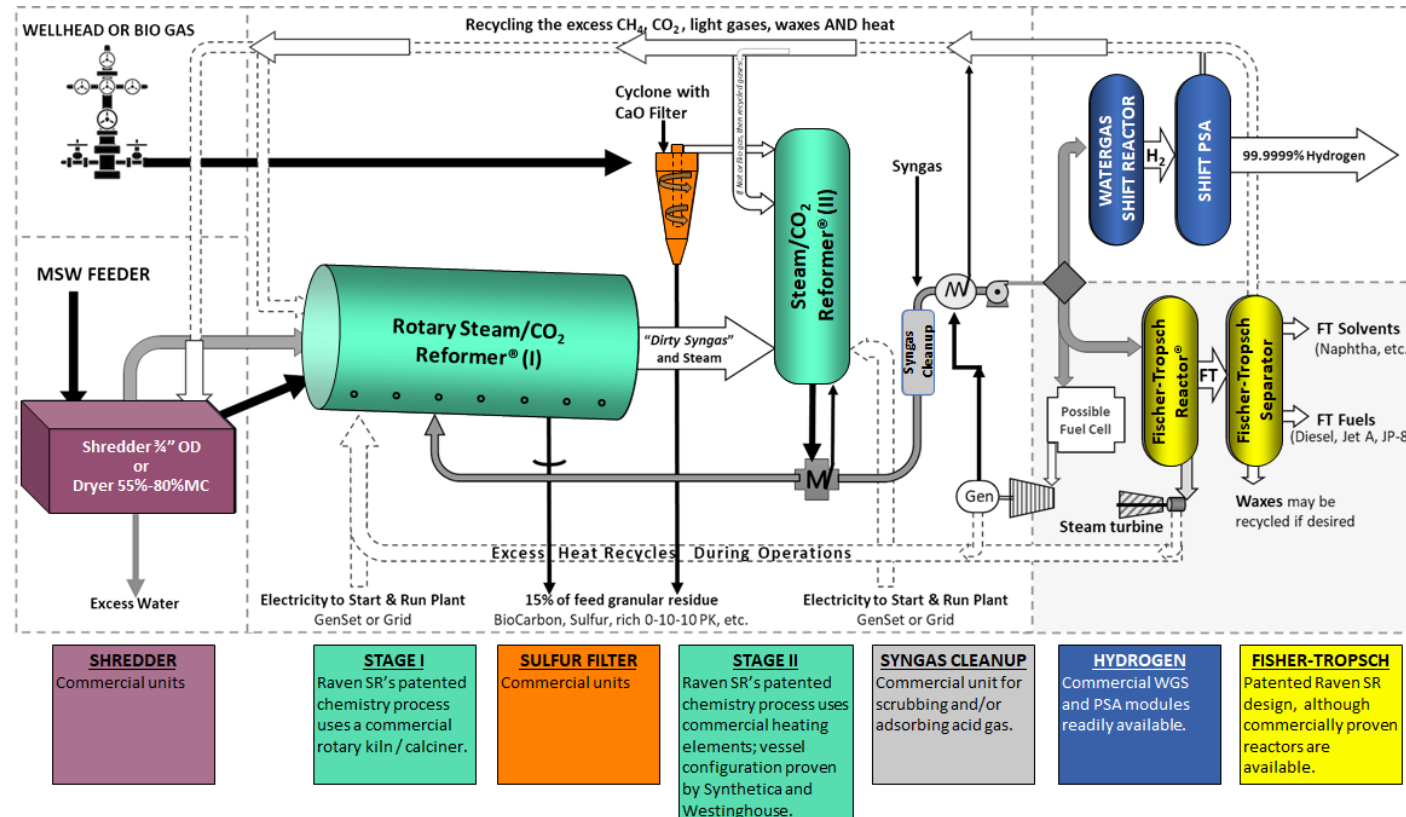 Recycling the excess CH₄, CO₂, light gases, waxes AND heat
WELLHEAD OR BIO GAS
Cyclone with
CaO Filter
If Nat or Bio gas, then recycled gases
Steam/CO₂
Reformer® (II)
Syngas
WATERGAS
SHIFT REACTOR
H₂
SHIFT PSA
99.9999% Hydrogen
MSW FEEDER
Rotary Steam/CO₂
Reformer® (I)
"Dirty Syngas"
and Steam
Syngas
Cleanup
Fischer-Tropsch
Reactor®
FT
Fischer-Tropsch
Separator
FT Solvents
(Naphtha, etc.
FT Fuels
(Diesel, Jet A, JP-8
Possible
Fuel Cell
Shredder ¾” OD
or
Dryer 55%-80%MC
M
Gen
Steam turbine
Waxes may be
recycled if desired
Excess Heat Recycles During Operations
Excess Water
Electricity to Start & Run Plant
GenSet or Grid
15% of feed granular residue
BioCarbon, Sulfur, rich 0-10-10 PK, etc.
Electricity to Start & Run Plant
GenSet or Grid
SHREDDER
Commercial units
STAGE I
Raven SR's patented
chemistry process
uses a commercial
rotary kiln / calciner.
SULFUR FILTER
Commercial units
STAGE II
Raven SR's patented
chemistry process uses
commercial heating
elements; vessel
configuration proven
by Synthetica and
Westinghouse.
SYNGAS CLEANUP
Commercial unit for
scrubbing and/or
adsorbing acid gas.
HYDROGEN
Commercial WGS
and PSA modules
readily available.
FISHER-TROPSCH
Patented Raven SR
design, although
commercially proven
reactors are
available.